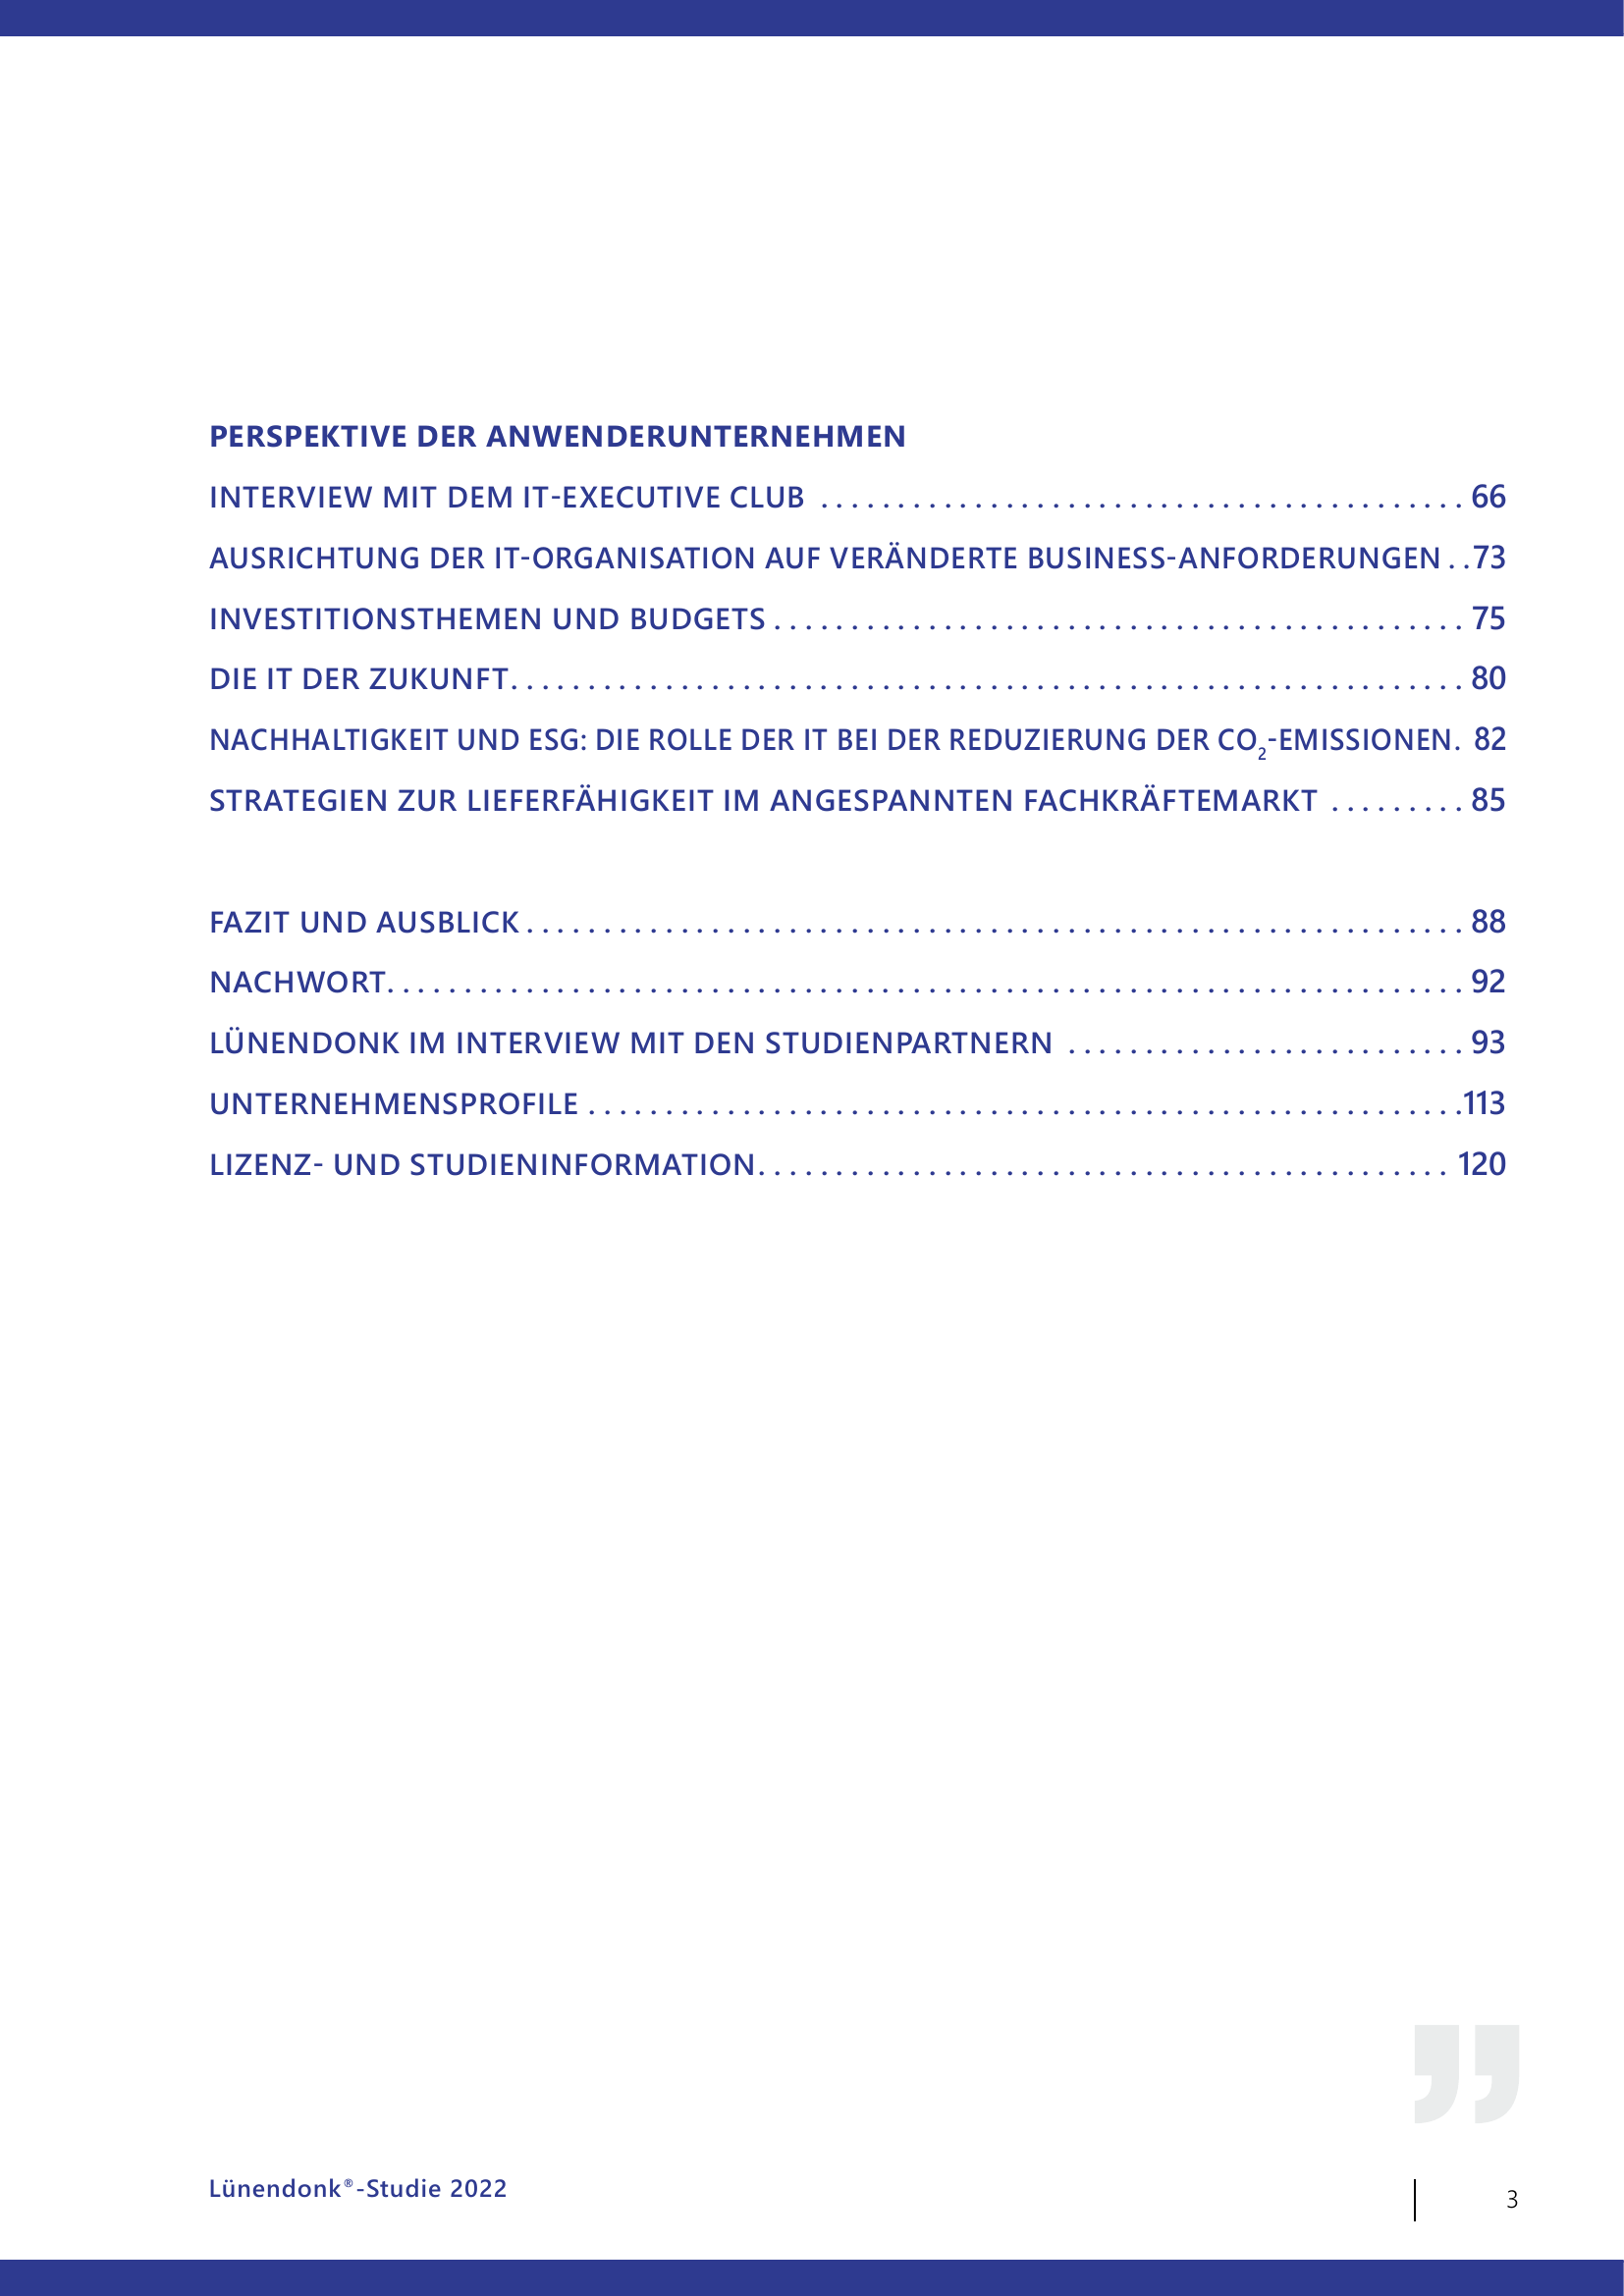 PERSPEKTIVE DER ANWENDERUNTERNEHMEN
INTERVIEW MIT DEM IT-EXECUTIVE CLUB . . . . . . . . . . . . . . . . . . . . . . . . . . . . . . . . . . . . . . . . . . 66
AUSRICHTUNG DER IT-ORGANISATION AUF VERÄNDERTE BUSINESS-ANFORDERUNGEN . .73
INVESTITIONSTHEMEN UND BUDGETS . . . . . . . . . . . . . . . . . . . . . . . . . . . . . . . . . . . . . . . . . . . . . 75
DIE IT DER ZUKUNFT. . . . . . . . . . . . . . . . . . . . . . . . . . . . . . . . . . . . . . . . . . . . . . . . . . . . . . . . . . . . . . 80
NACHHALTIGKEIT UND ESG: DIE ROLLE DER IT BEI DER REDUZIERUNG DER CO₂-EMISSIONEN. 82
STRATEGIEN ZUR LIEFERFÄHIGKEIT IM ANGESPANNTEN FACHKRÄFTEMARKT . . . . . . . . . 85
FAZIT UND AUSBLICK . . . . . . . . . . . . . . . . . . . . . . . . . . . . . . . . . . . . . . . . . . . . . . . . . . . . . . . . . . . . . 88
NACHWORT. . . . . . . . . . . . . . . . . . . . . . . . . . . . . . . . . . . . . . . . . . . . . . . . . . . . . . . . . . . . . . . . . . . . . . 92
LÜNENDONK IM INTERVIEW MIT DEN STUDIENPARTNERN . . . . . . . . . . . . . . . . . . . . . . . . . . 93
UNTERNEHMENSPROFILE . . . . . . . . . . . . . . . . . . . . . . . . . . . . . . . . . . . . . . . . . . . . . . . . . . . . . . . . .113
LIZENZ- UND STUDIENINFORMATION. . . . . . . . . . . . . . . . . . . . . . . . . . . . . . . . . . . . . . . . . . . . . 120
Lünendonk®-Studie 2022
3